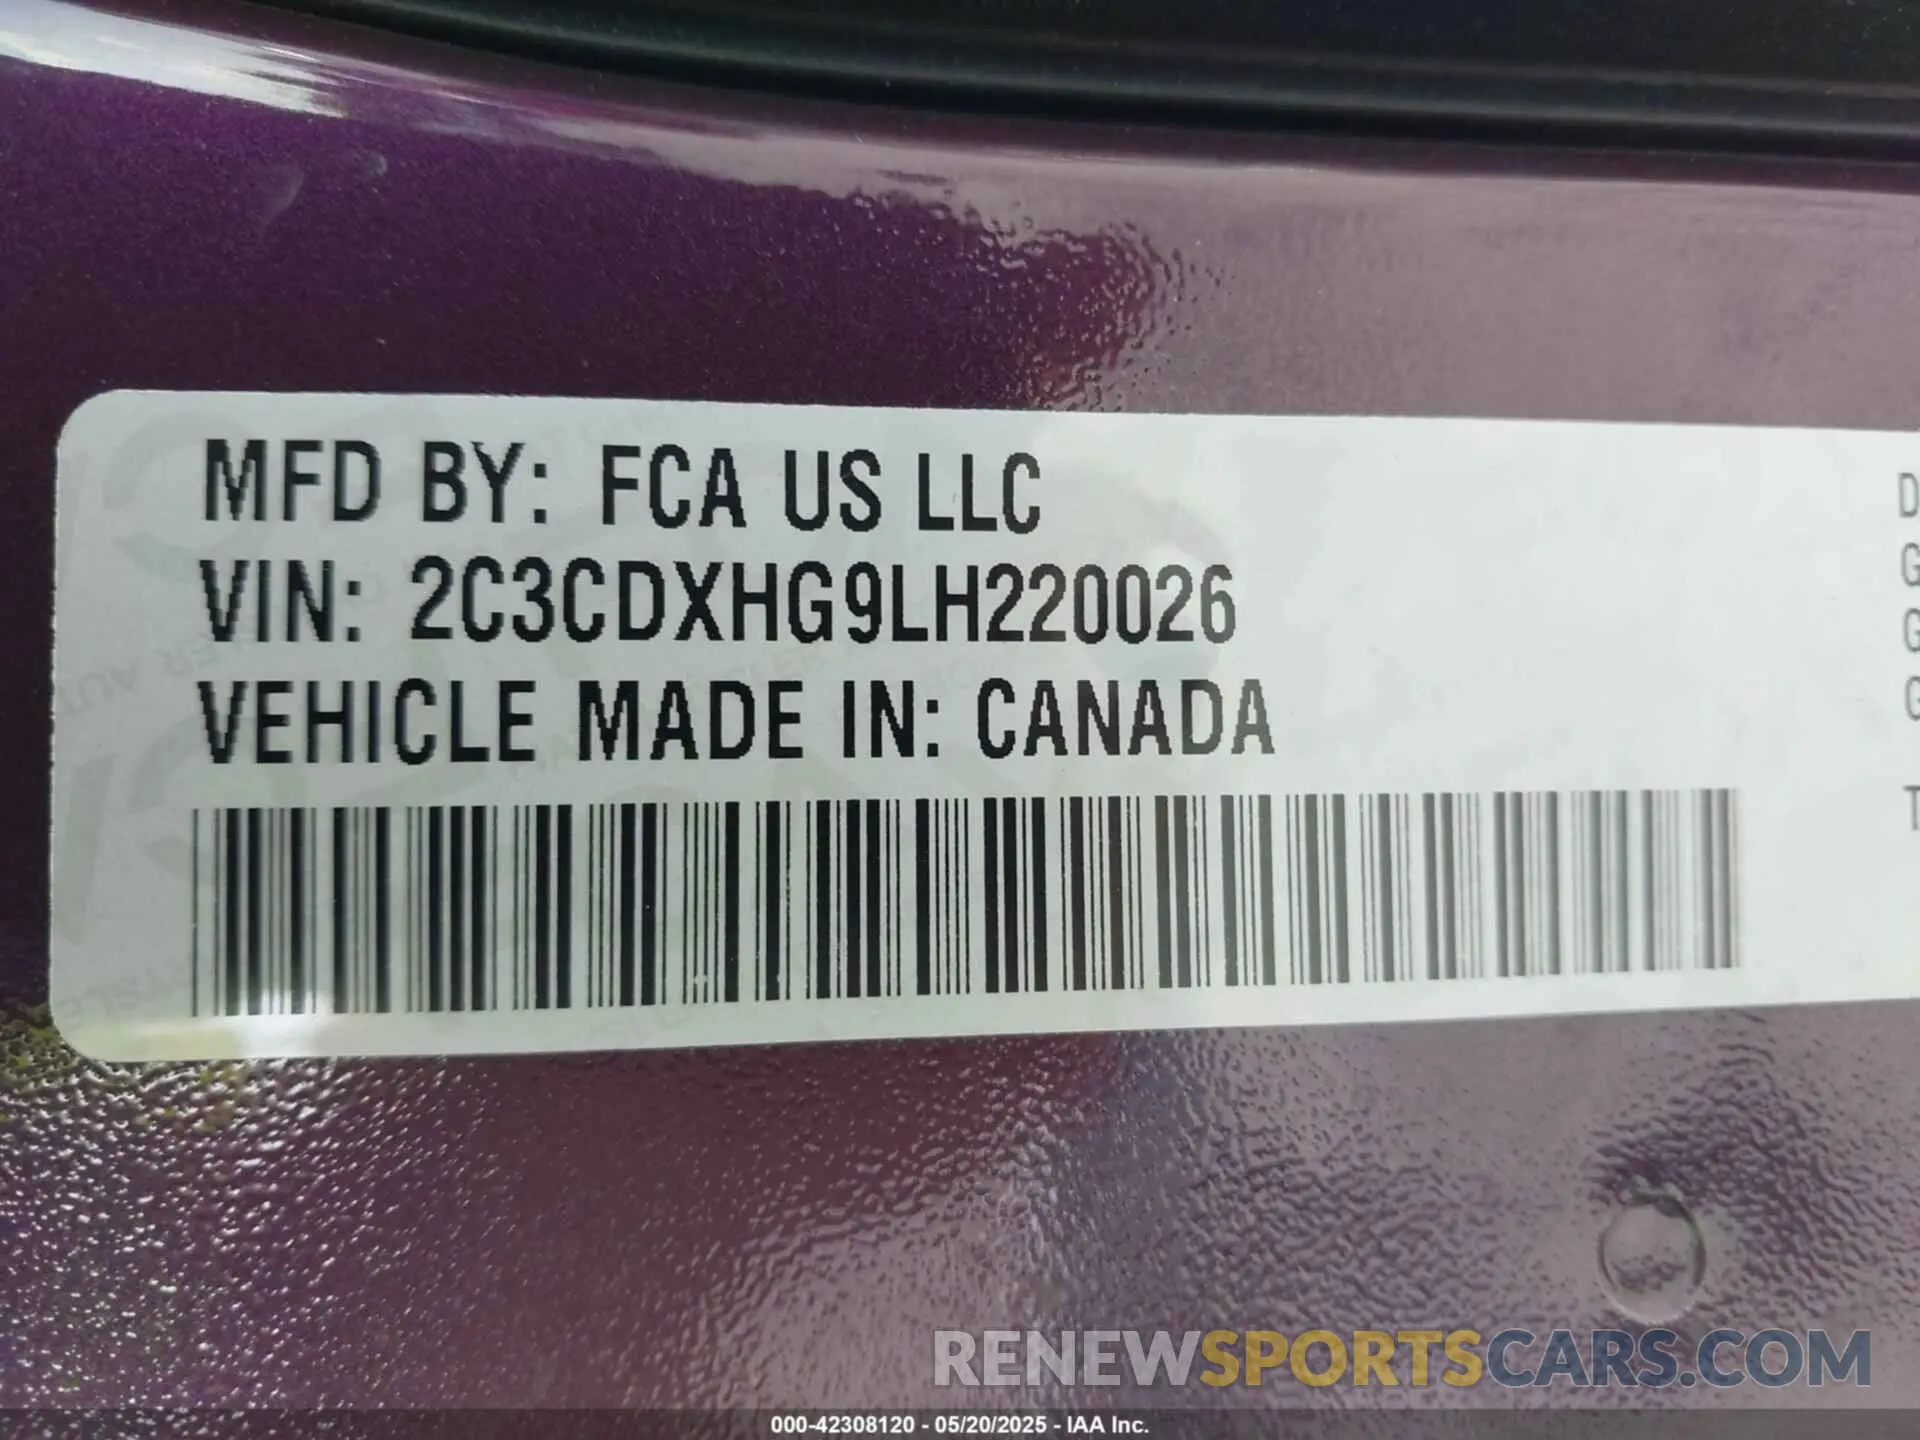 MFD BY: FCA US LLC
VIN: 2C3CDXHG9LH220026
VEHICLE MADE IN: CANADA
D
G
G
G
T
RENEWSPORTSCARS.COM
000-42308120 - 05/20/2025 - IAA Inc.